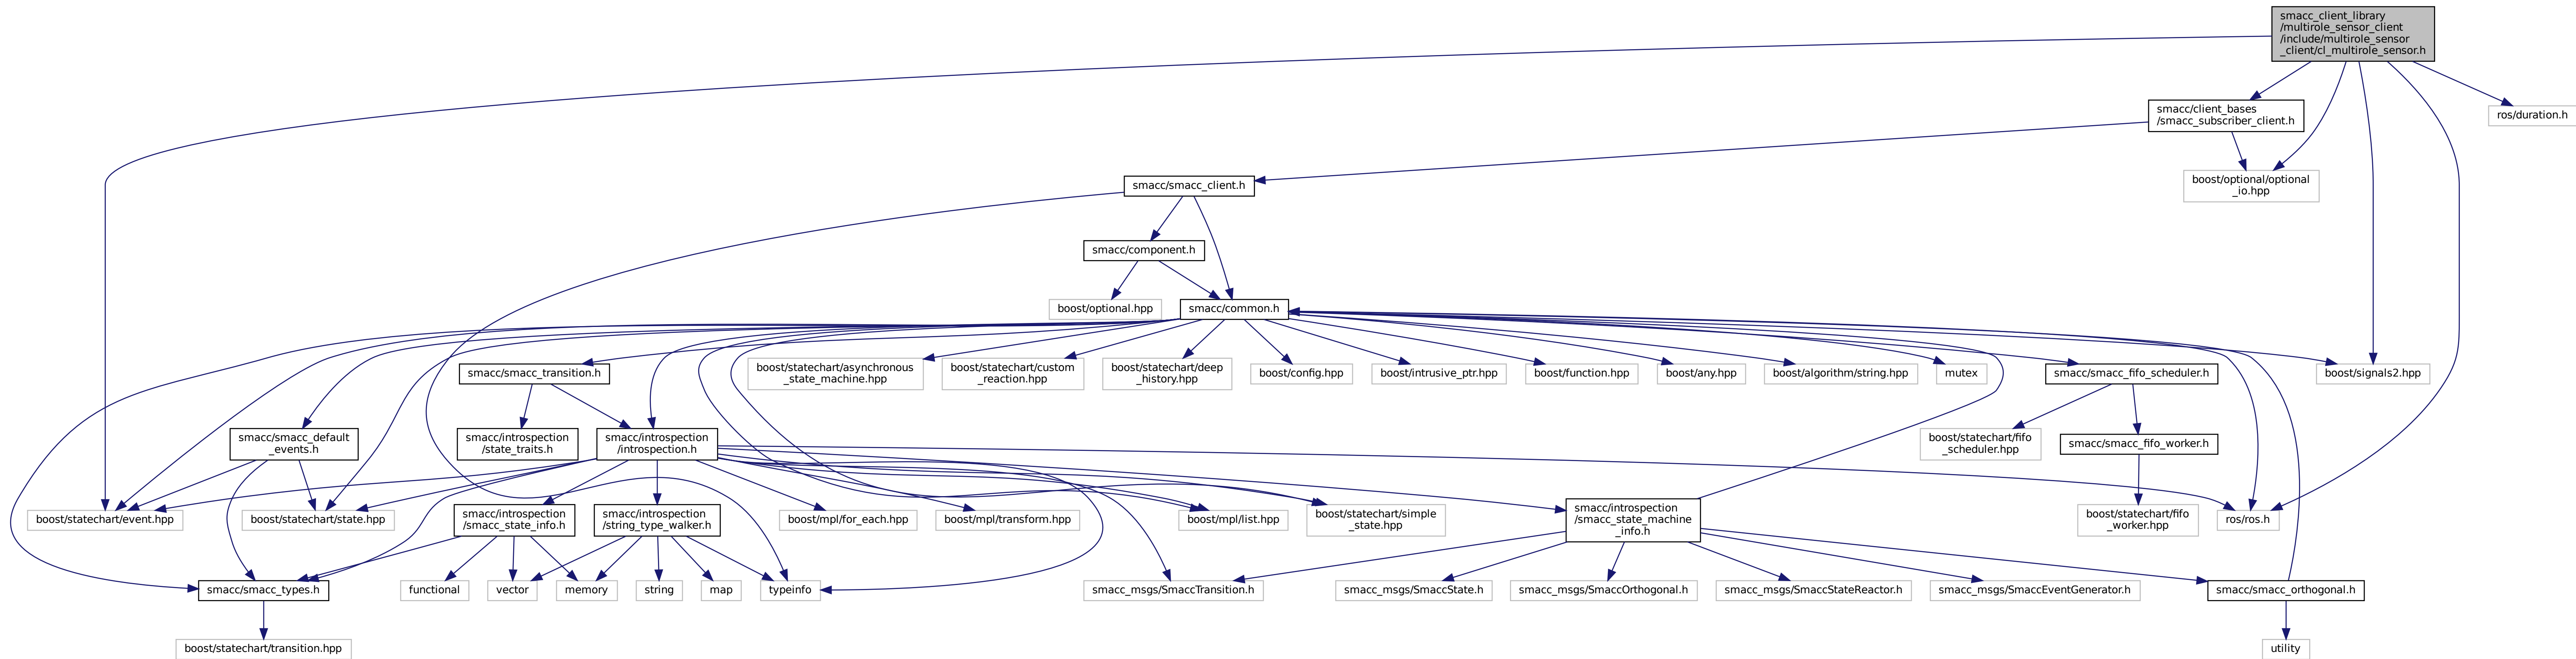 smacc_client_library
/multirole_sensor_client
/include/multirole_sensor
_client/cl_multirole_sensor.h
smacc/client_bases
/smacc_subscriber_client.h
ros/duration.h
smacc/smacc_client.h
boost/optional/optional
_io.hpp
smacc/component.h
boost/optional.hpp
smacc/common.h
smacc/smacc_transition.h
boost/statechart/asynchronous
_state_machine.hpp
boost/statechart/custom
_reaction.hpp
boost/statechart/deep
_history.hpp
boost/config.hpp
boost/intrusive_ptr.hpp
boost/function.hpp
boost/any.hpp
boost/algorithm/string.hpp
mutex
smacc/smacc_fifo_scheduler.h
boost/signals2.hpp
smacc/smacc_default
_events.h
smacc/introspection
/state_traits.h
smacc/introspection
/introspection.h
boost/statechart/fifo
_scheduler.hpp
smacc/smacc_fifo_worker.h
boost/statechart/event.hpp
boost/statechart/state.hpp
smacc/introspection
/smacc_state_info.h
smacc/introspection
/string_type_walker.h
boost/mpl/for_each.hpp
boost/mpl/transform.hpp
boost/mpl/list.hpp
boost/statechart/simple
_state.hpp
smacc/introspection
/smacc_state_machine
_info.h
boost/statechart/fifo
_worker.hpp
ros/ros.h
smacc/smacc_types.h
functional
vector
memory
string
map
typeinfo
smacc_msgs/SmaccTransition.h
smacc_msgs/SmaccState.h
smacc_msgs/SmaccOrthogonal.h
smacc_msgs/SmaccStateReactor.h
smacc_msgs/SmaccEventGenerator.h
smacc/smacc_orthogonal.h
boost/statechart/transition.hpp
utility